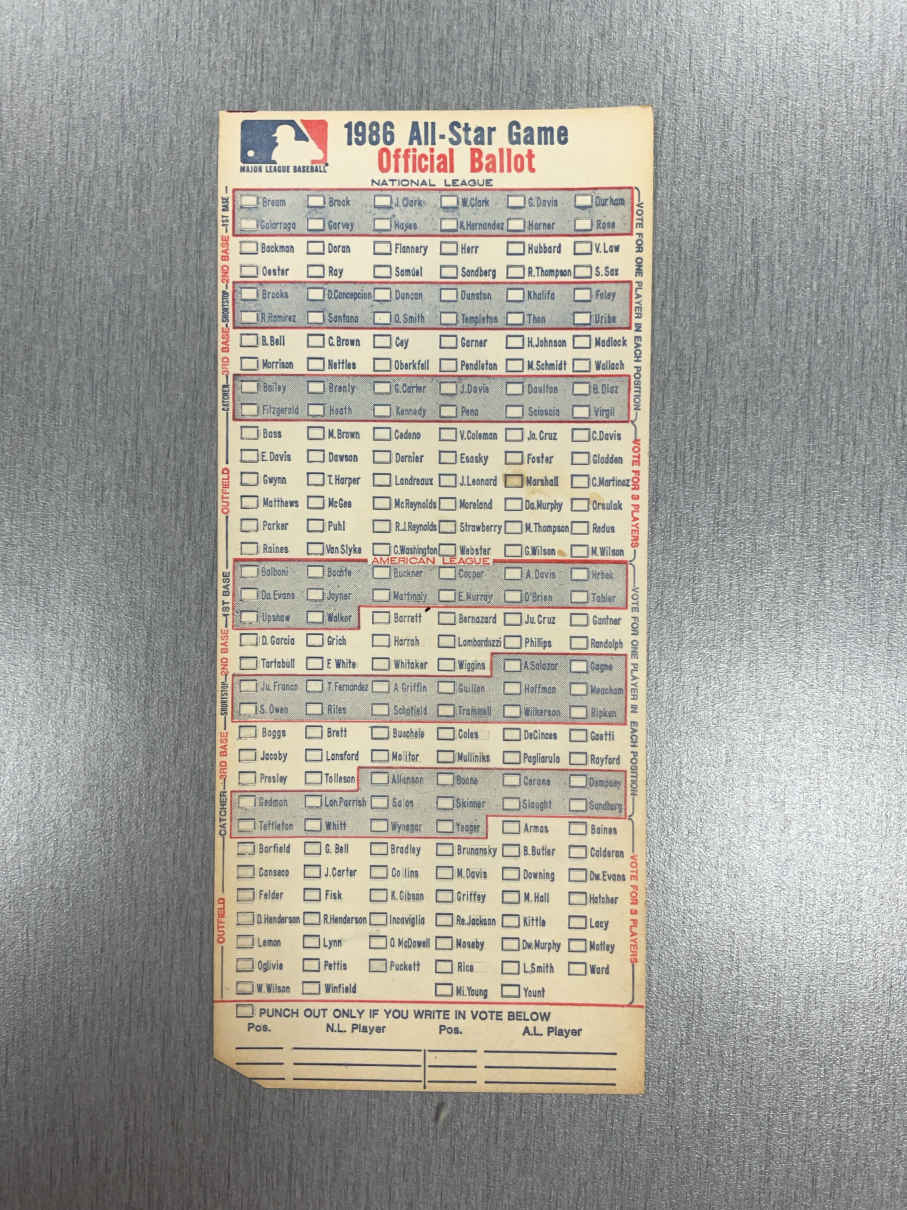 1986 All-Star Game
Official Ballot
MAJOR LEAGUE BASEBALL
NATIONAL LEAGUE
1ST BASE
Bream Brock J. Clark W. Clark G. Davis Durham
Galarraga Garvey Hayes K. Hernandez Horner Rose
2ND BASE
Backman Doran Flannery Herr Hubbard V. Law
Oester Ray Samuel Sandberg R. Thompson S. Sax
SHORTSTOP
Brooks D. Concepcion Duncan Dunston Khalifa Foley
R. Ramirez Santana O. Smith Templeton Thon Uribe
3RD BASE
B. Bell C. Brown Cey Garner H. Johnson Madlock
Morrison Nettles Oberkfell Pendleton M. Schmidt Wallach
CATCHER
Bailey Brenly G. Carter J. Davis Daulton B. Diaz
Fitzgerald Heath Kennedy Pena Scioscia Virgil
VOTE FOR ONE PLAYER IN EACH POSITION
OUTFIELD
Bass M. Brown Cedeno V. Coleman Jo. Cruz C. Davis
E. Davis Dawson Dernier Esasky Foster Gladden
Gwynn T. Harper Landreaux J. Leonard Marshall C. Martinez
Matthews McGee McReynolds Moreland Da. Murphy Orsulak
Parker Puhl R.J. Reynolds Strawberry M. Thompson Redus
Raines Van Slyke C. Washington Webster G. Wilson M. Wilson
VOTE FOR 3 PLAYERS
AMERICAN LEAGUE
1ST BASE
Balboni Bochte Buckner Cooper A. Davis Hrbek
Da. Evans Joyner Mattingly E. Murray O'Brien Tabler
Upshaw Walker Barrett Bernazard Ju. Cruz Gantner
2ND BASE
D. Garcia Grich Harrah Lombardozzi Phillips Randolph
Tartabull F. White Whitaker Wiggins A. Salazar Gagne
SHORTSTOP
Ju. Franco T. Fernandez A. Griffin Guillen Hoffman Meacham
S. Owen Riles Schofield Trammell Wilkerson Ripken
3RD BASE
Boggs Brett Buechele Coles DeCinces Gaetti
Jacoby Lansford Molitor Mulliniks Pagliarulo Rayford
Presley Tolleson Allanson Boone Cerone Dempsey
CATCHER
Gedman Lan. Parrish Salas Skinner Slaught Sundberg
Tettleton Whitt Wynegar Yeager Armas Baines
VOTE FOR ONE PLAYER IN EACH POSITION
OUTFIELD
Barfield G. Bell Bradley Brunansky B. Butler Calderon
Canseco J. Carter Collins M. Davis Downing Dw. Evans
Felder Fisk K. Gibson Griffey M. Hall Hatcher
D. Henderson R. Henderson Incaviglia Re. Jackson Kittle Lacy
Lemon Lynn O. McDowell Moseby Dw. Murphy Motley
Oglivie Pettis Puckett Rice L. Smith Ward
W. Wilson Winfield Mi. Young Yount
VOTE FOR 3 PLAYERS
PUNCH OUT ONLY IF YOU WRITE IN VOTE BELOW
Pos. N.L. Player Pos. A.L. Player